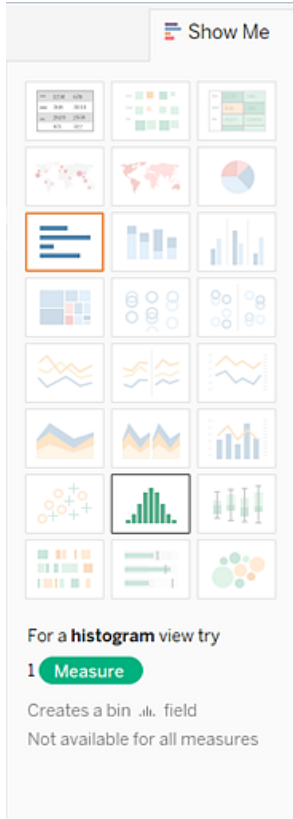 Show Me
For a histogram view try
1 Measure
Creates a bin field
Not available for all measures